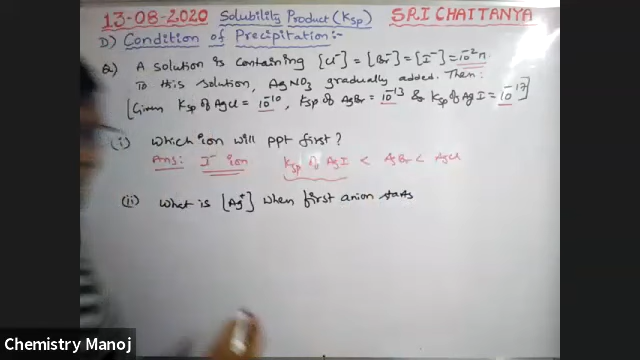 13-08-2020 Solubility Product (Ksp) SRI CHAITANYA
D) Condition of Precipitation:-
Q) A solution is containing [Cl⁻] = [Br⁻] = [I⁻] = 10⁻² M.
To this solution, AgNO3 gradually added. Then:
[Given Ksp of AgCl = 10⁻¹⁰, Ksp of AgBr = 10⁻¹³ & Ksp of AgI = 10⁻¹⁷]
(i) Which ion will ppt first?
Ans: I⁻ ion Ksp of AgI < AgBr < AgCl
(ii) What is [Ag⁺] when first anion starts
Chemistry Manoj